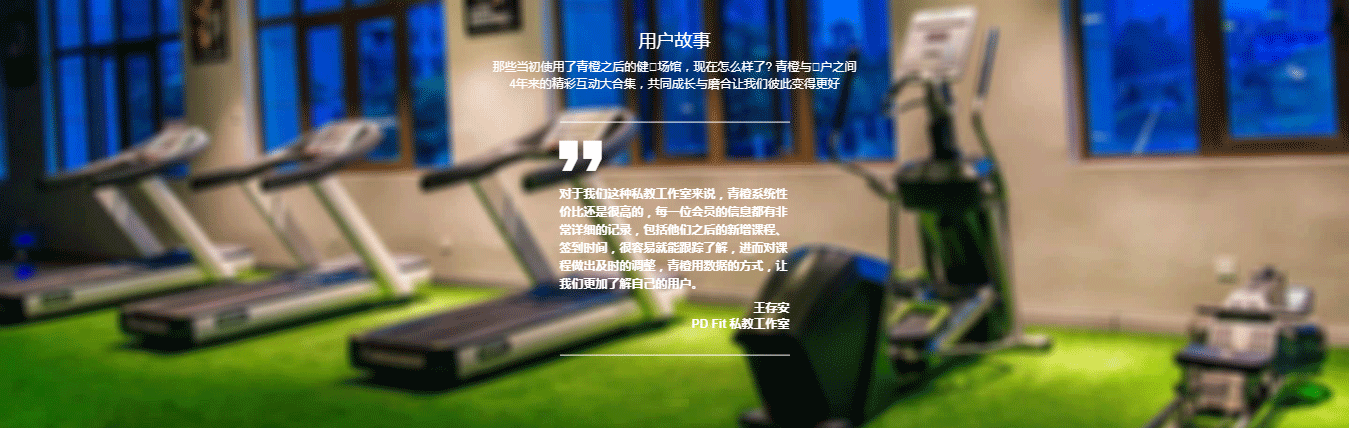 用户故事
那些当初使用了青橙之后的健□场馆，现在怎么样了? 青橙与□户之间
4年来的精彩互动大合集，共同成长与磨合让我们彼此变得更好
对于我们这种私教工作室来说，青橙系统性
价比还是很高的，每一位会员的信息都有非
常详细的记录，包括他们之后的新增课程、
签到时间，很容易就能跟踪了解，进而对课
程做出及时的调整，青橙用数据的方式，让
我们更加了解自己的用户。
王存安
PD Fit 私教工作室